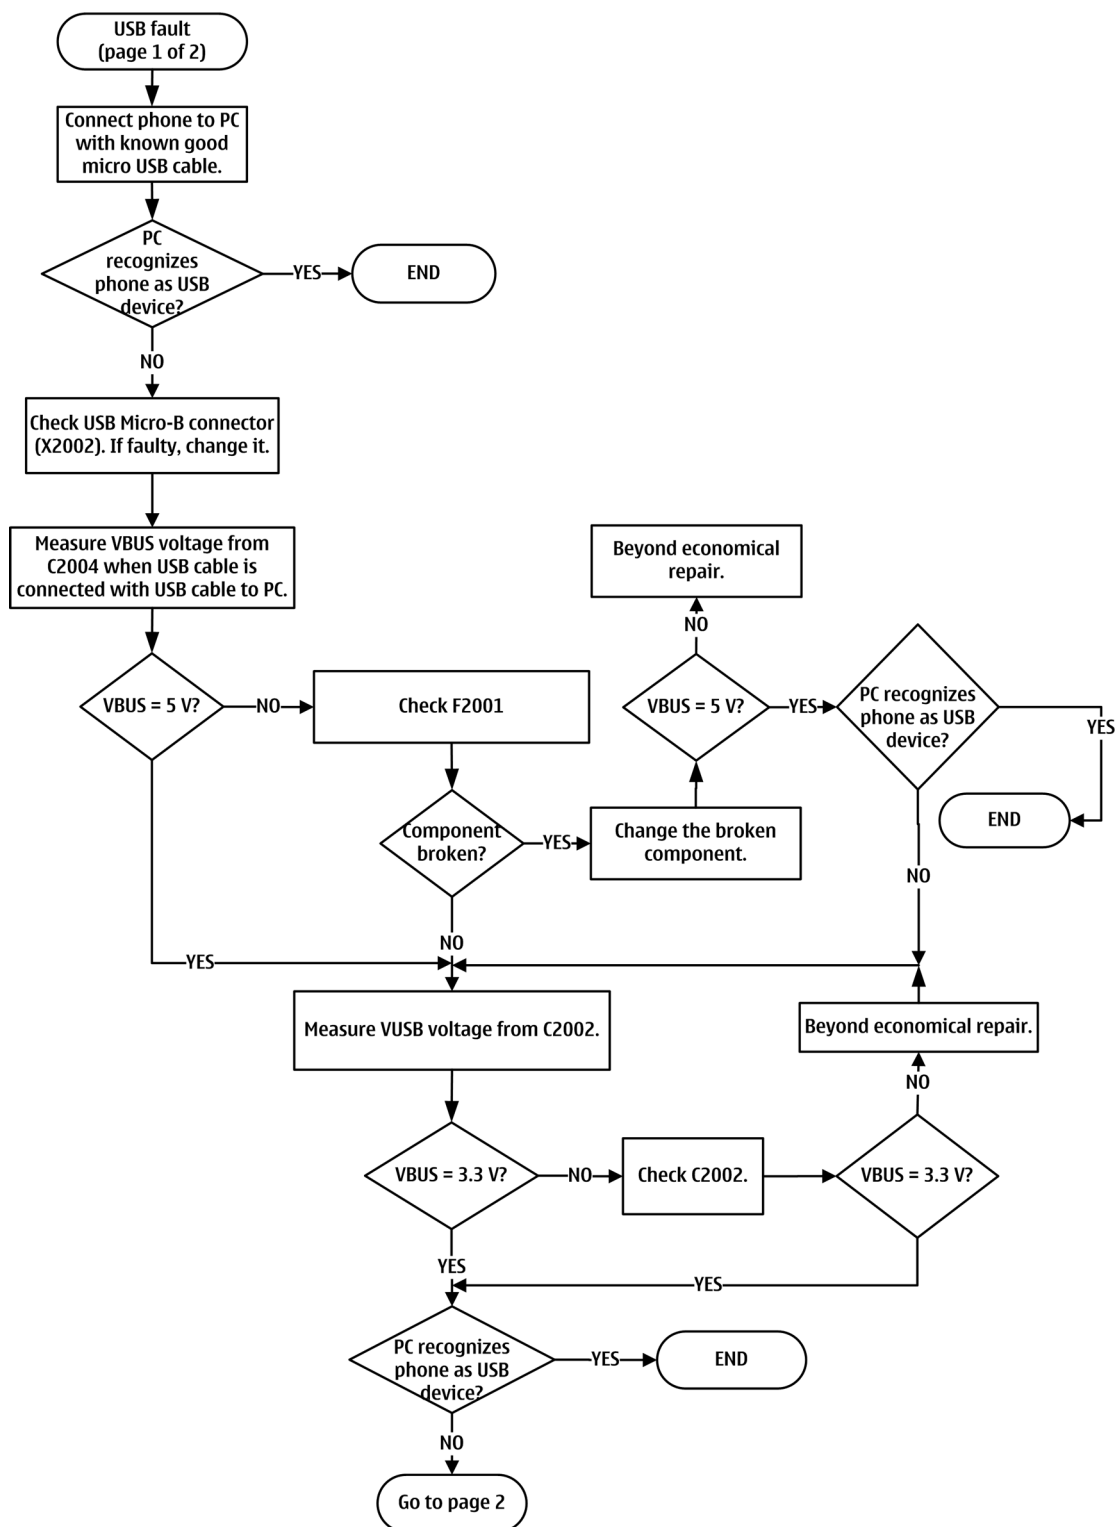 USB fault
(page 1 of 2)
Connect phone to PC
with known good
micro USB cable.
PC
recognizes
phone as USB
device?
YES
END
NO
Check USB Micro-B connector
(X2002). If faulty, change it.
Measure VBUS voltage from
C2004 when USB cable is
connected with USB cable to PC.
Beyond economical
repair.
NO
VBUS = 5 V?
NO
Check F2001
VBUS = 5 V?
YES
PC recognizes
phone as USB
device?
YES
END
Component
broken?
YES
Change the broken
component.
NO
NO
YES
Measure VUSB voltage from C2002.
Beyond economical repair.
NO
VBUS = 3.3 V?
NO
Check C2002.
VBUS = 3.3 V?
YES
YES
PC recognizes
phone as USB
device?
YES
END
NO
Go to page 2